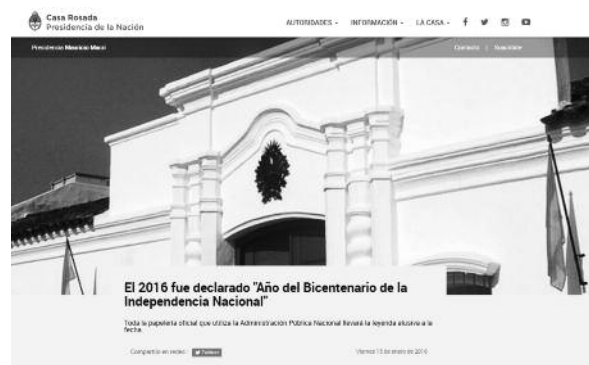 Casa Rosada
Presidencia de la Nación
AUTORIDADES INFORMACIÓN LA CASA
Presidencia Mauricio Macri
Contacto | Suscribite
El 2016 fue declarado "Año del Bicentenario de la
Independencia Nacional"
Toda la papelería oficial que utiliza la Administración Pública Nacional llevará la leyenda alusiva a la
fecha.
Compartilo en redes: Twittear
Viernes 15 de enero de 2016